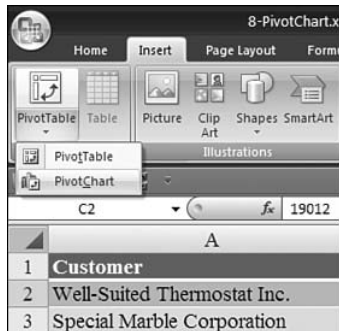 8-PivotChart.x
Home Insert Page Layout Formu
PivotTable Table Picture Clip Art Shapes SmartArt
Illustrations
PivotTable
PivotChart
C2 fx 19012
A
1 Customer
2 Well-Suited Thermostat Inc.
3 Special Marble Corporation